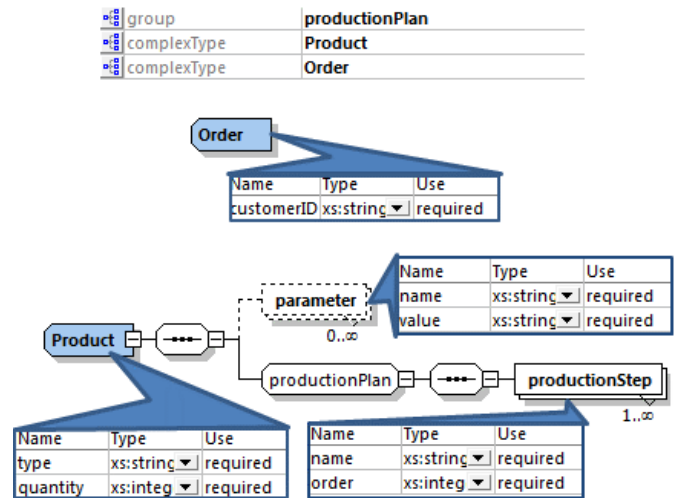 group productionPlan
complexType Product
complexType Order
Order
Name Type Use
customerID xs:string required
Name Type Use
name xs:string required
value xs:string required
parameter
0..∞
Product
productionPlan
productionStep
1..∞
Name Type Use
type xs:string required
quantity xs:integ required
Name Type Use
name xs:string required
order xs:integ required